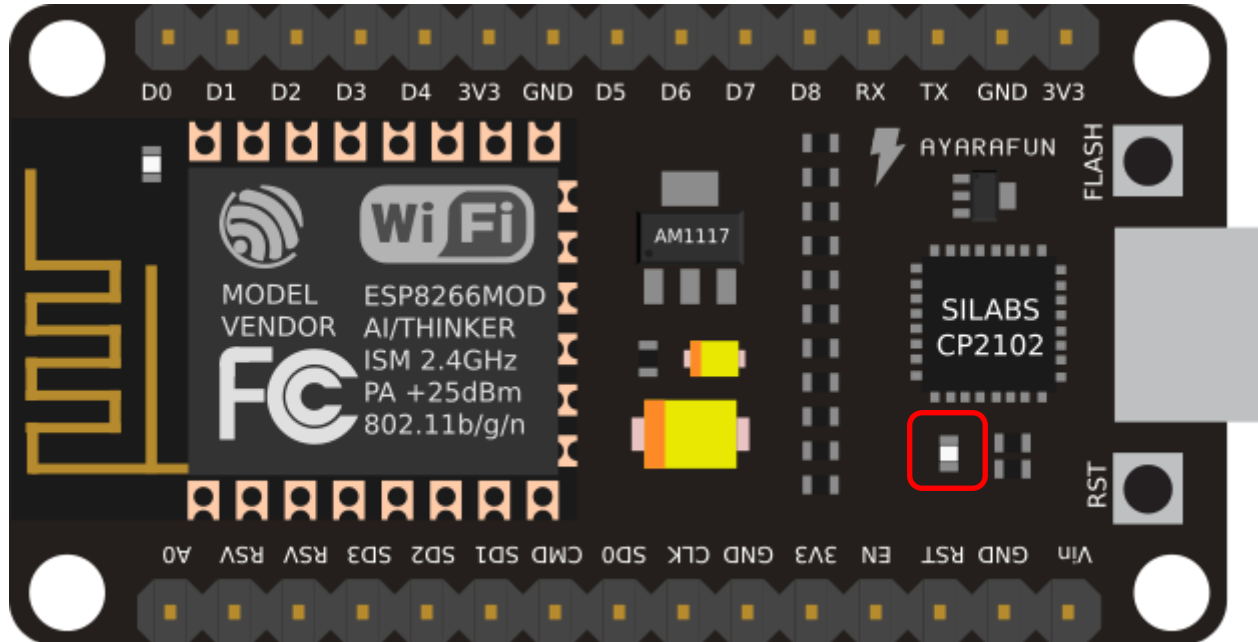 D0 D1 D2 D3 D4 3V3 GND D5 D6 D7 D8 RX TX GND 3V3
AYARAFUN
FLASH
WiFi
AM1117
MODEL
VENDOR
FC
ESP8266MOD
AI/THINKER
ISM 2.4GHz
PA +25dBm
802.11b/g/n
SILABS
CP2102
RST
A0 RSV RSV SD3 SD2 SD1 CMD SD0 CLK GND 3V3 EN RST GND Vin